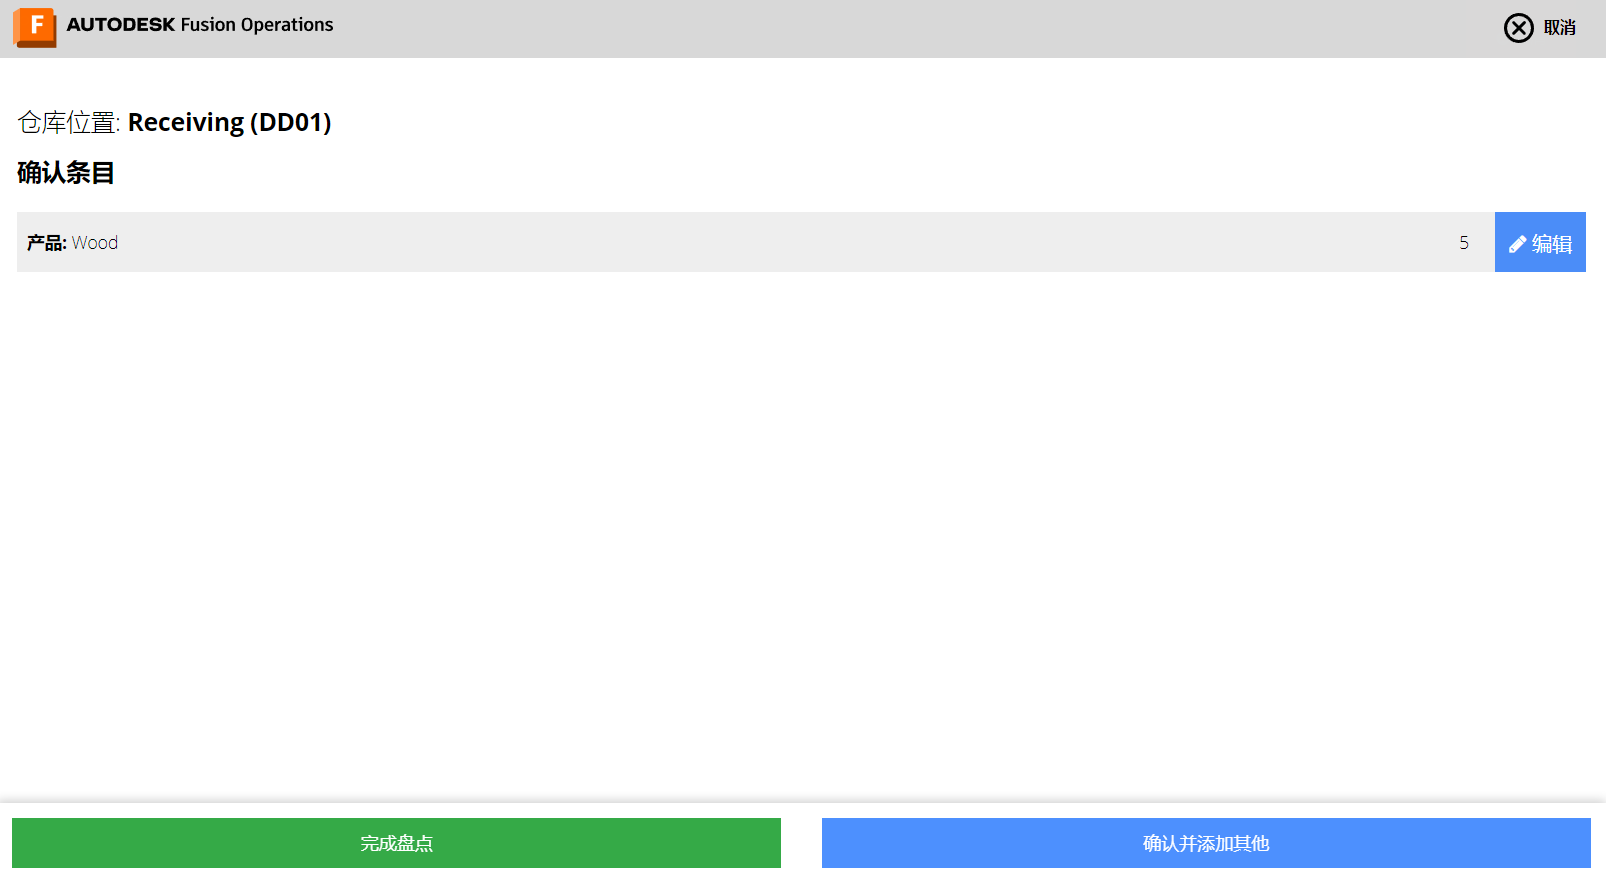 F AUTODESK Fusion Operations
取消
仓库位置: Receiving (DD01)
确认条目
产品: Wood 5 编辑
完成盘点 确认并添加其他